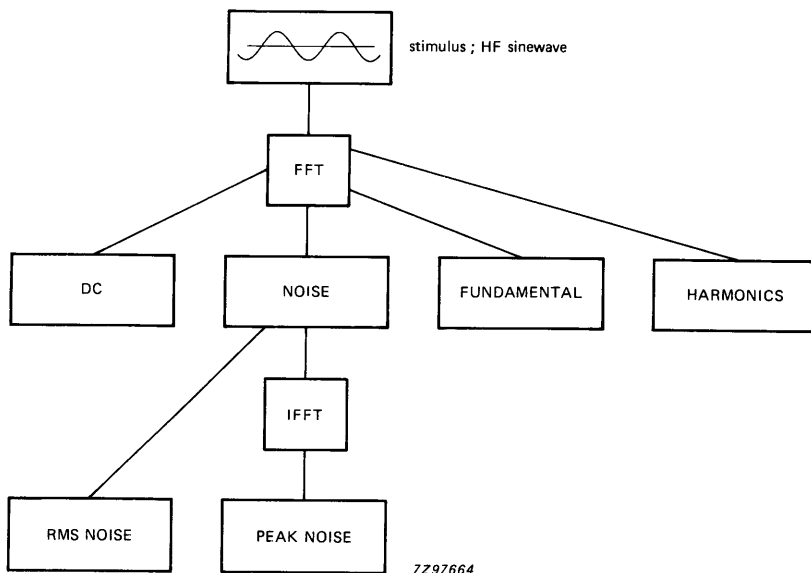 stimulus ; HF sinewave
FFT
DC
NOISE
FUNDAMENTAL
HARMONICS
IFFT
RMS NOISE
PEAK NOISE
7Z97664